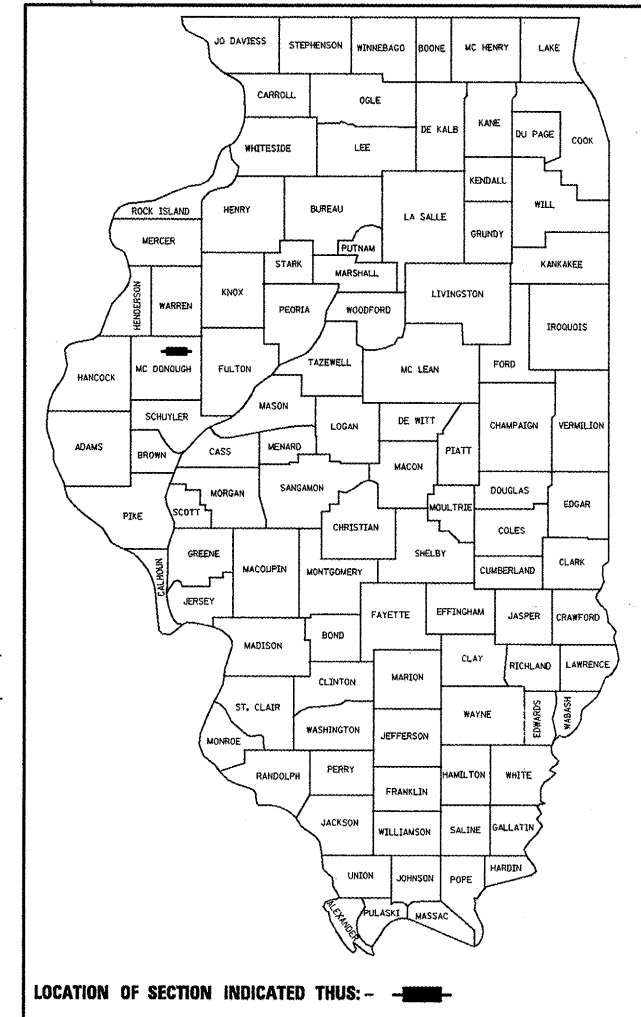 JO DAVIESS
STEPHENSON
WINNEBAGO
BOONE
MC HENRY
LAKE
CARROLL
OGLE
DE KALB
KANE
DU PAGE
COOK
WHITESIDE
LEE
KENDALL
WILL
ROCK ISLAND
HENRY
BUREAU
LA SALLE
GRUNDY
MERCER
PUTNAM
STARK
MARSHALL
KANKAKEE
HENDERSON
WARREN
KNOX
PEORIA
WOODFORD
LIVINGSTON
IROQUOIS
HANCOCK
MC DONOUGH
FULTON
TAZEWELL
MC LEAN
FORD
MASON
SCHUYLER
LOGAN
DE WITT
CHAMPAIGN
VERMILION
ADAMS
BROWN
CASS
MENARD
PIATT
MACON
MORGAN
SANGAMON
DOUGLAS
EDGAR
PIKE
SCOTT
CHRISTIAN
MOULTRIE
COLES
GREENE
MACOUPIN
MONTGOMERY
SHELBY
CUMBERLAND
CLARK
CALHOUN
JERSEY
FAYETTE
EFFINGHAM
JASPER
CRAWFORD
MADISON
BOND
CLAY
RICHLAND
LAWRENCE
CLINTON
MARION
ST. CLAIR
WAYNE
EDWARDS
WABASH
WASHINGTON
JEFFERSON
MONROE
RANDOLPH
PERRY
HAMILTON
WHITE
FRANKLIN
JACKSON
WILLIAMSON
SALINE
GALLATIN
UNION
JOHNSON
POPE
HARDIN
ALEXANDER
PULASKI
MASSAC
LOCATION OF SECTION INDICATED THUS: -